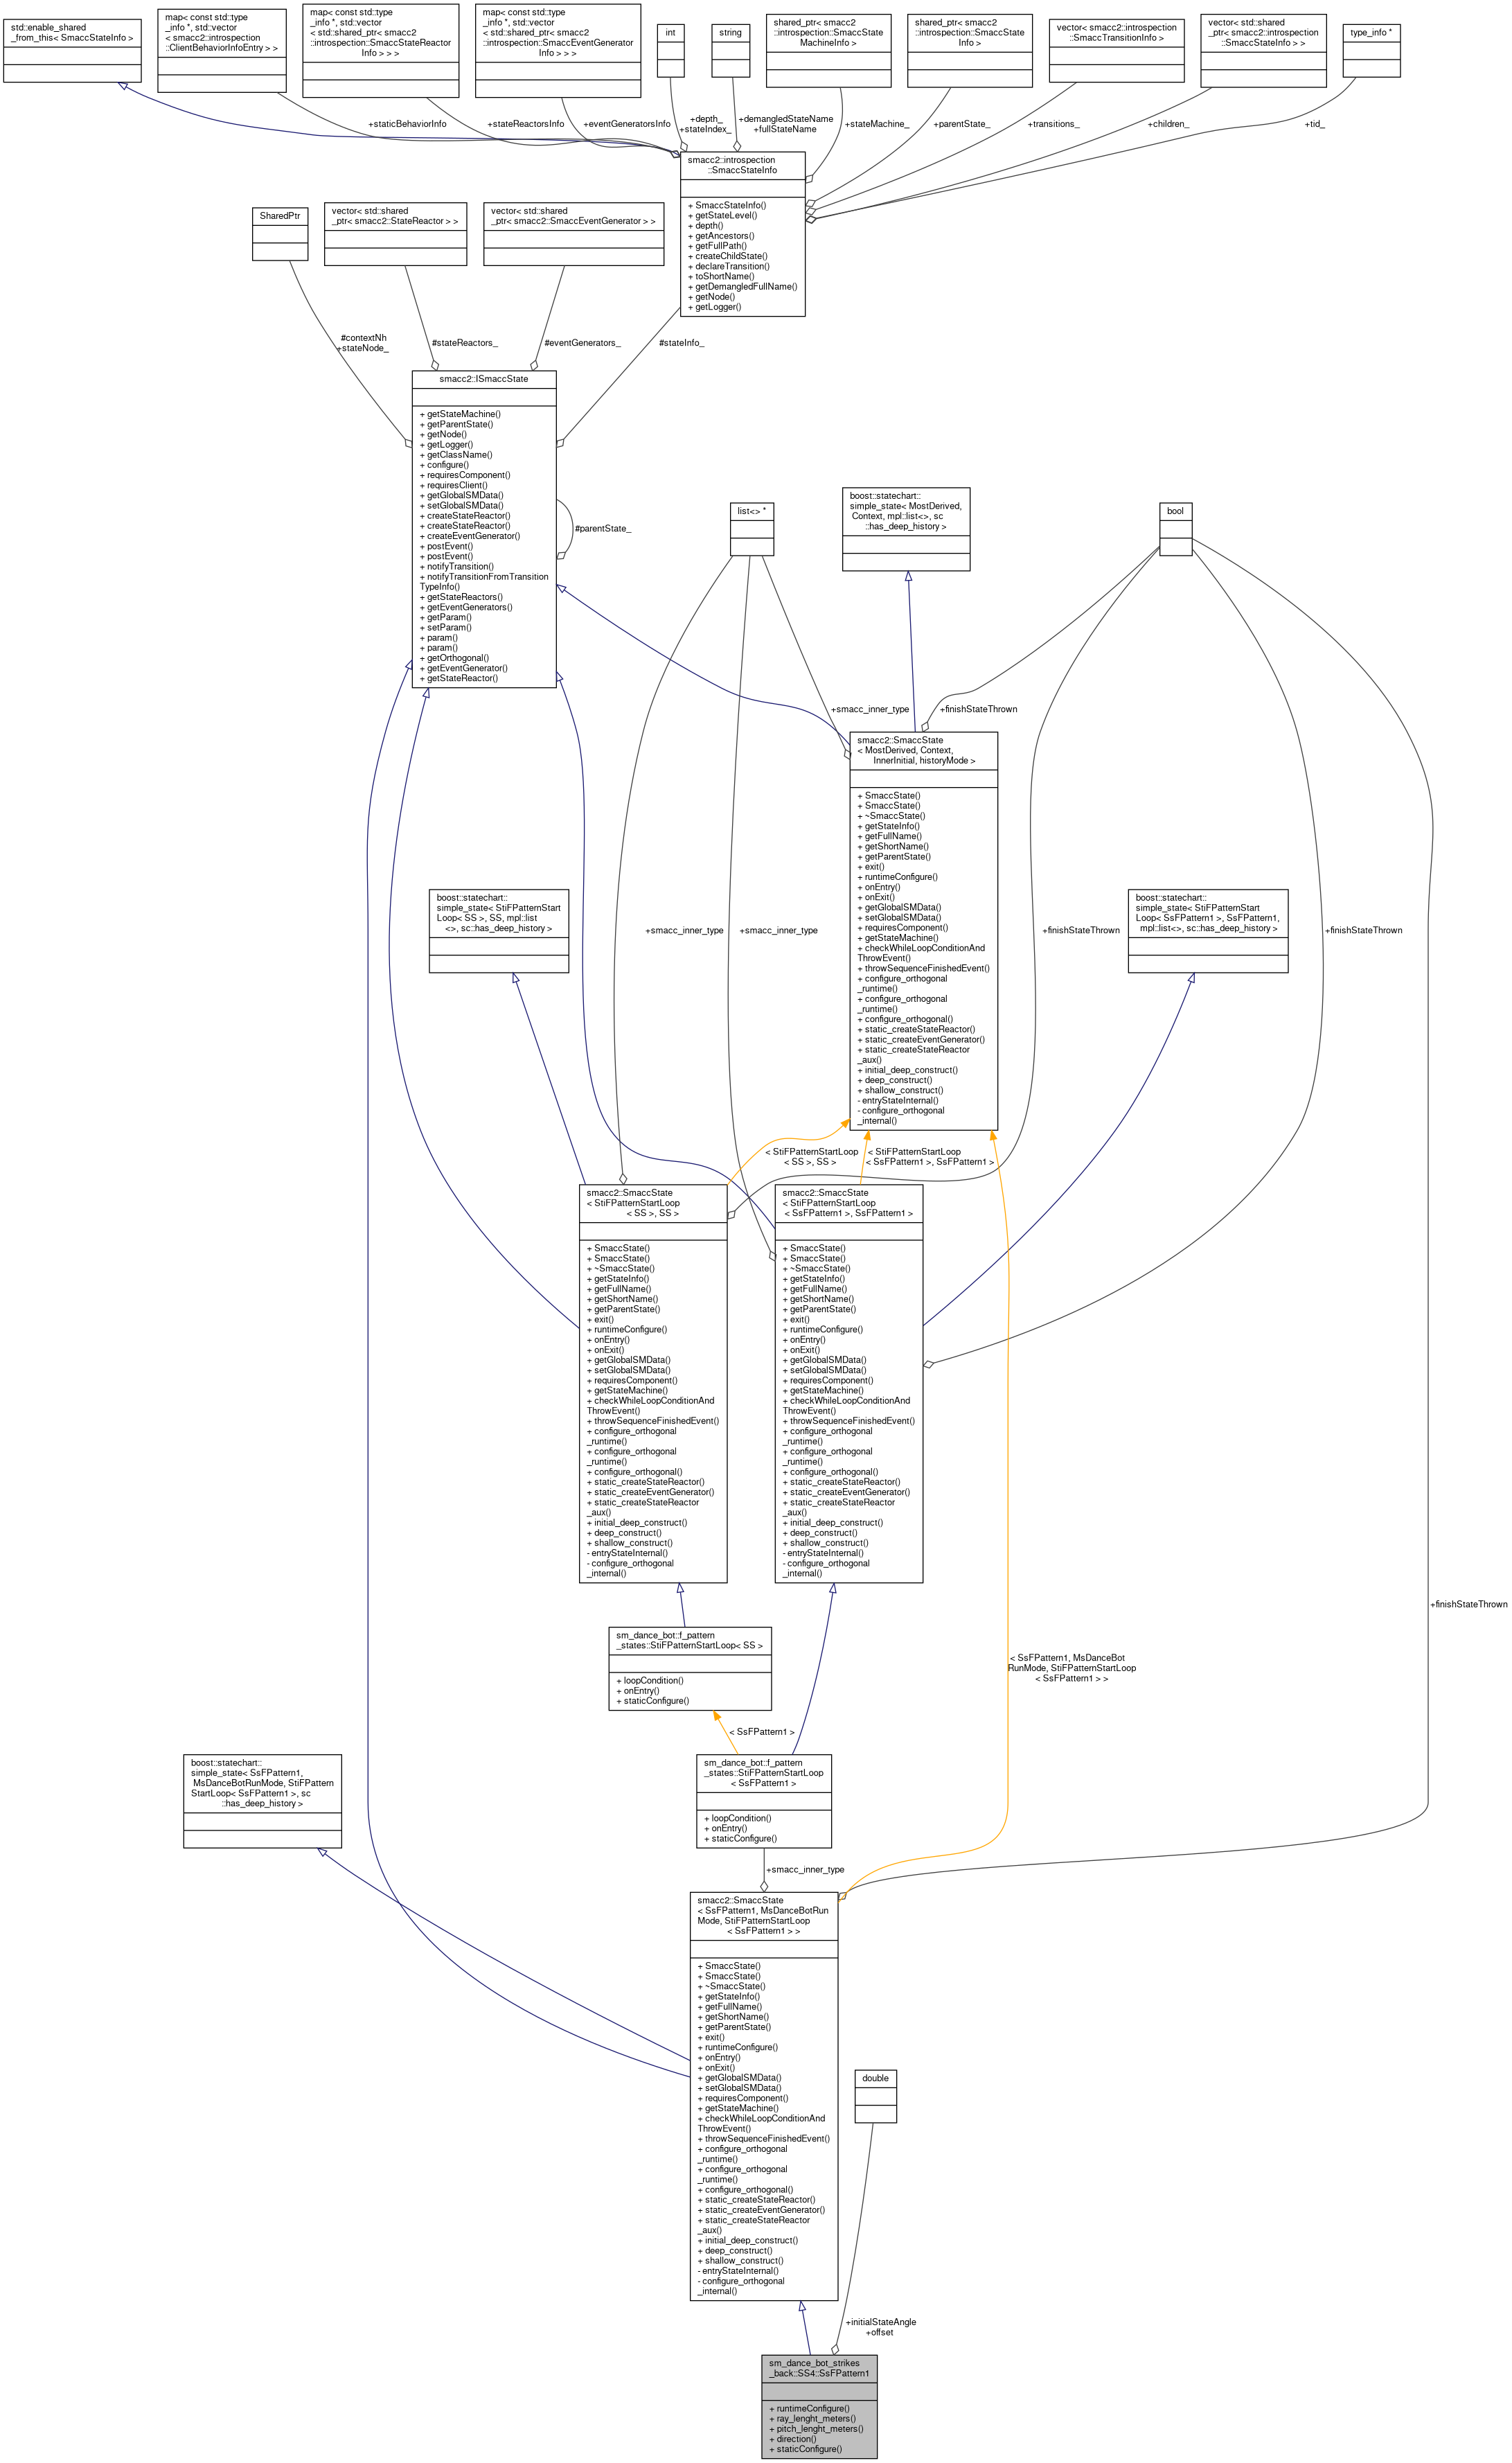 std::enable_shared
_from_this< SmaccStateInfo >
map< const std::type
_info *, std::vector
< smacc2::introspection
::ClientBehaviorInfoEntry > >
map< const std::type
_info *, std::vector
< std::shared_ptr< smacc2
::introspection::SmaccStateReactor
Info > > >
map< const std::type
_info *, std::vector
< std::shared_ptr< smacc2
::introspection::SmaccEventGenerator
Info > > >
int
string
shared_ptr< smacc2
::introspection::SmaccState
MachineInfo >
shared_ptr< smacc2
::introspection::SmaccState
Info >
vector< smacc2::introspection
::SmaccTransitionInfo >
vector< std::shared
_ptr< smacc2::introspection
::SmaccStateInfo > >
type_info *
+staticBehaviorInfo
+stateReactorsInfo
+eventGeneratorsInfo
+depth_
+stateIndex_
+demangledStateName
+fullStateName
+stateMachine_
+parentState_
+transitions_
+children_
+tid_
smacc2::introspection
::SmaccStateInfo
+ SmaccStateInfo()
+ getStateLevel()
+ depth()
+ getAncestors()
+ getFullPath()
+ createChildState()
+ declareTransition()
+ toShortName()
+ getDemangledFullName()
+ getNode()
+ getLogger()
SharedPtr
vector< std::shared
_ptr< smacc2::StateReactor > >
vector< std::shared
_ptr< smacc2::SmaccEventGenerator > >
#contextNh
+stateNode_
#stateReactors_
#eventGenerators_
#stateInfo_
smacc2::ISmaccState
+ getStateMachine()
+ getParentState()
+ getNode()
+ getLogger()
+ getClassName()
+ configure()
+ requiresComponent()
+ requiresClient()
+ getGlobalSMData()
+ setGlobalSMData()
+ createStateReactor()
+ createStateReactor()
+ createEventGenerator()
+ postEvent()
+ postEvent()
+ notifyTransition()
+ notifyTransitionFromTransition
TypeInfo()
+ getStateReactors()
+ getEventGenerators()
+ getParam()
+ setParam()
+ param()
+ param()
+ getOrthogonal()
+ getEventGenerator()
+ getStateReactor()
#parentState_
list<> *
boost::statechart::
simple_state< MostDerived,
Context, mpl::list<>, sc
::has_deep_history >
bool
+smacc_inner_type
+finishStateThrown
smacc2::SmaccState
< MostDerived, Context,
InnerInitial, historyMode >
+ SmaccState()
+ SmaccState()
+ ~SmaccState()
+ getStateInfo()
+ getFullName()
+ getShortName()
+ getParentState()
+ exit()
+ runtimeConfigure()
+ onEntry()
+ onExit()
+ getGlobalSMData()
+ setGlobalSMData()
+ requiresComponent()
+ getStateMachine()
+ checkWhileLoopConditionAnd
ThrowEvent()
+ throwSequenceFinishedEvent()
+ configure_orthogonal
_runtime()
+ configure_orthogonal
_runtime()
+ configure_orthogonal()
+ static_createStateReactor()
+ static_createEventGenerator()
+ static_createStateReactor
_aux()
+ initial_deep_construct()
+ deep_construct()
+ shallow_construct()
- entryStateInternal()
- configure_orthogonal
_internal()
boost::statechart::
simple_state< StiFPatternStart
Loop< SS >, SS, mpl::list
<>, sc::has_deep_history >
+smacc_inner_type
+smacc_inner_type
+finishStateThrown
boost::statechart::
simple_state< StiFPatternStart
Loop< SsFPattern1 >, SsFPattern1,
mpl::list<>, sc::has_deep_history >
+finishStateThrown
< StiFPatternStartLoop
< SS >, SS >
< StiFPatternStartLoop
< SsFPattern1 >, SsFPattern1 >
smacc2::SmaccState
< StiFPatternStartLoop
< SS >, SS >
+ SmaccState()
+ SmaccState()
+ ~SmaccState()
+ getStateInfo()
+ getFullName()
+ getShortName()
+ getParentState()
+ exit()
+ runtimeConfigure()
+ onEntry()
+ onExit()
+ getGlobalSMData()
+ setGlobalSMData()
+ requiresComponent()
+ getStateMachine()
+ checkWhileLoopConditionAnd
ThrowEvent()
+ throwSequenceFinishedEvent()
+ configure_orthogonal
_runtime()
+ configure_orthogonal
_runtime()
+ configure_orthogonal()
+ static_createStateReactor()
+ static_createEventGenerator()
+ static_createStateReactor
_aux()
+ initial_deep_construct()
+ deep_construct()
+ shallow_construct()
- entryStateInternal()
- configure_orthogonal
_internal()
smacc2::SmaccState
< StiFPatternStartLoop
< SsFPattern1 >, SsFPattern1 >
+ SmaccState()
+ SmaccState()
+ ~SmaccState()
+ getStateInfo()
+ getFullName()
+ getShortName()
+ getParentState()
+ exit()
+ runtimeConfigure()
+ onEntry()
+ onExit()
+ getGlobalSMData()
+ setGlobalSMData()
+ requiresComponent()
+ getStateMachine()
+ checkWhileLoopConditionAnd
ThrowEvent()
+ throwSequenceFinishedEvent()
+ configure_orthogonal
_runtime()
+ configure_orthogonal
_runtime()
+ configure_orthogonal()
+ static_createStateReactor()
+ static_createEventGenerator()
+ static_createStateReactor
_aux()
+ initial_deep_construct()
+ deep_construct()
+ shallow_construct()
- entryStateInternal()
- configure_orthogonal
_internal()
+finishStateThrown
sm_dance_bot::f_pattern
_states::StiFPatternStartLoop< SS >
+ loopCondition()
+ onEntry()
+ staticConfigure()
< SsFPattern1, MsDanceBot
RunMode, StiFPatternStartLoop
< SsFPattern1 > >
< SsFPattern1 >
boost::statechart::
simple_state< SsFPattern1,
MsDanceBotRunMode, StiFPattern
StartLoop< SsFPattern1 >, sc
::has_deep_history >
sm_dance_bot::f_pattern
_states::StiFPatternStartLoop
< SsFPattern1 >
+ loopCondition()
+ onEntry()
+ staticConfigure()
+smacc_inner_type
smacc2::SmaccState
< SsFPattern1, MsDanceBotRun
Mode, StiFPatternStartLoop
< SsFPattern1 > >
+ SmaccState()
+ SmaccState()
+ ~SmaccState()
+ getStateInfo()
+ getFullName()
+ getShortName()
+ getParentState()
+ exit()
+ runtimeConfigure()
+ onEntry()
+ onExit()
+ getGlobalSMData()
+ setGlobalSMData()
+ requiresComponent()
+ getStateMachine()
+ checkWhileLoopConditionAnd
ThrowEvent()
+ throwSequenceFinishedEvent()
+ configure_orthogonal
_runtime()
+ configure_orthogonal
_runtime()
+ configure_orthogonal()
+ static_createStateReactor()
+ static_createEventGenerator()
+ static_createStateReactor
_aux()
+ initial_deep_construct()
+ deep_construct()
+ shallow_construct()
- entryStateInternal()
- configure_orthogonal
_internal()
double
+initialStateAngle
+offset
sm_dance_bot_strikes
_back::SS4::SsFPattern1
+ runtimeConfigure()
+ ray_lenght_meters()
+ pitch_lenght_meters()
+ direction()
+ staticConfigure()